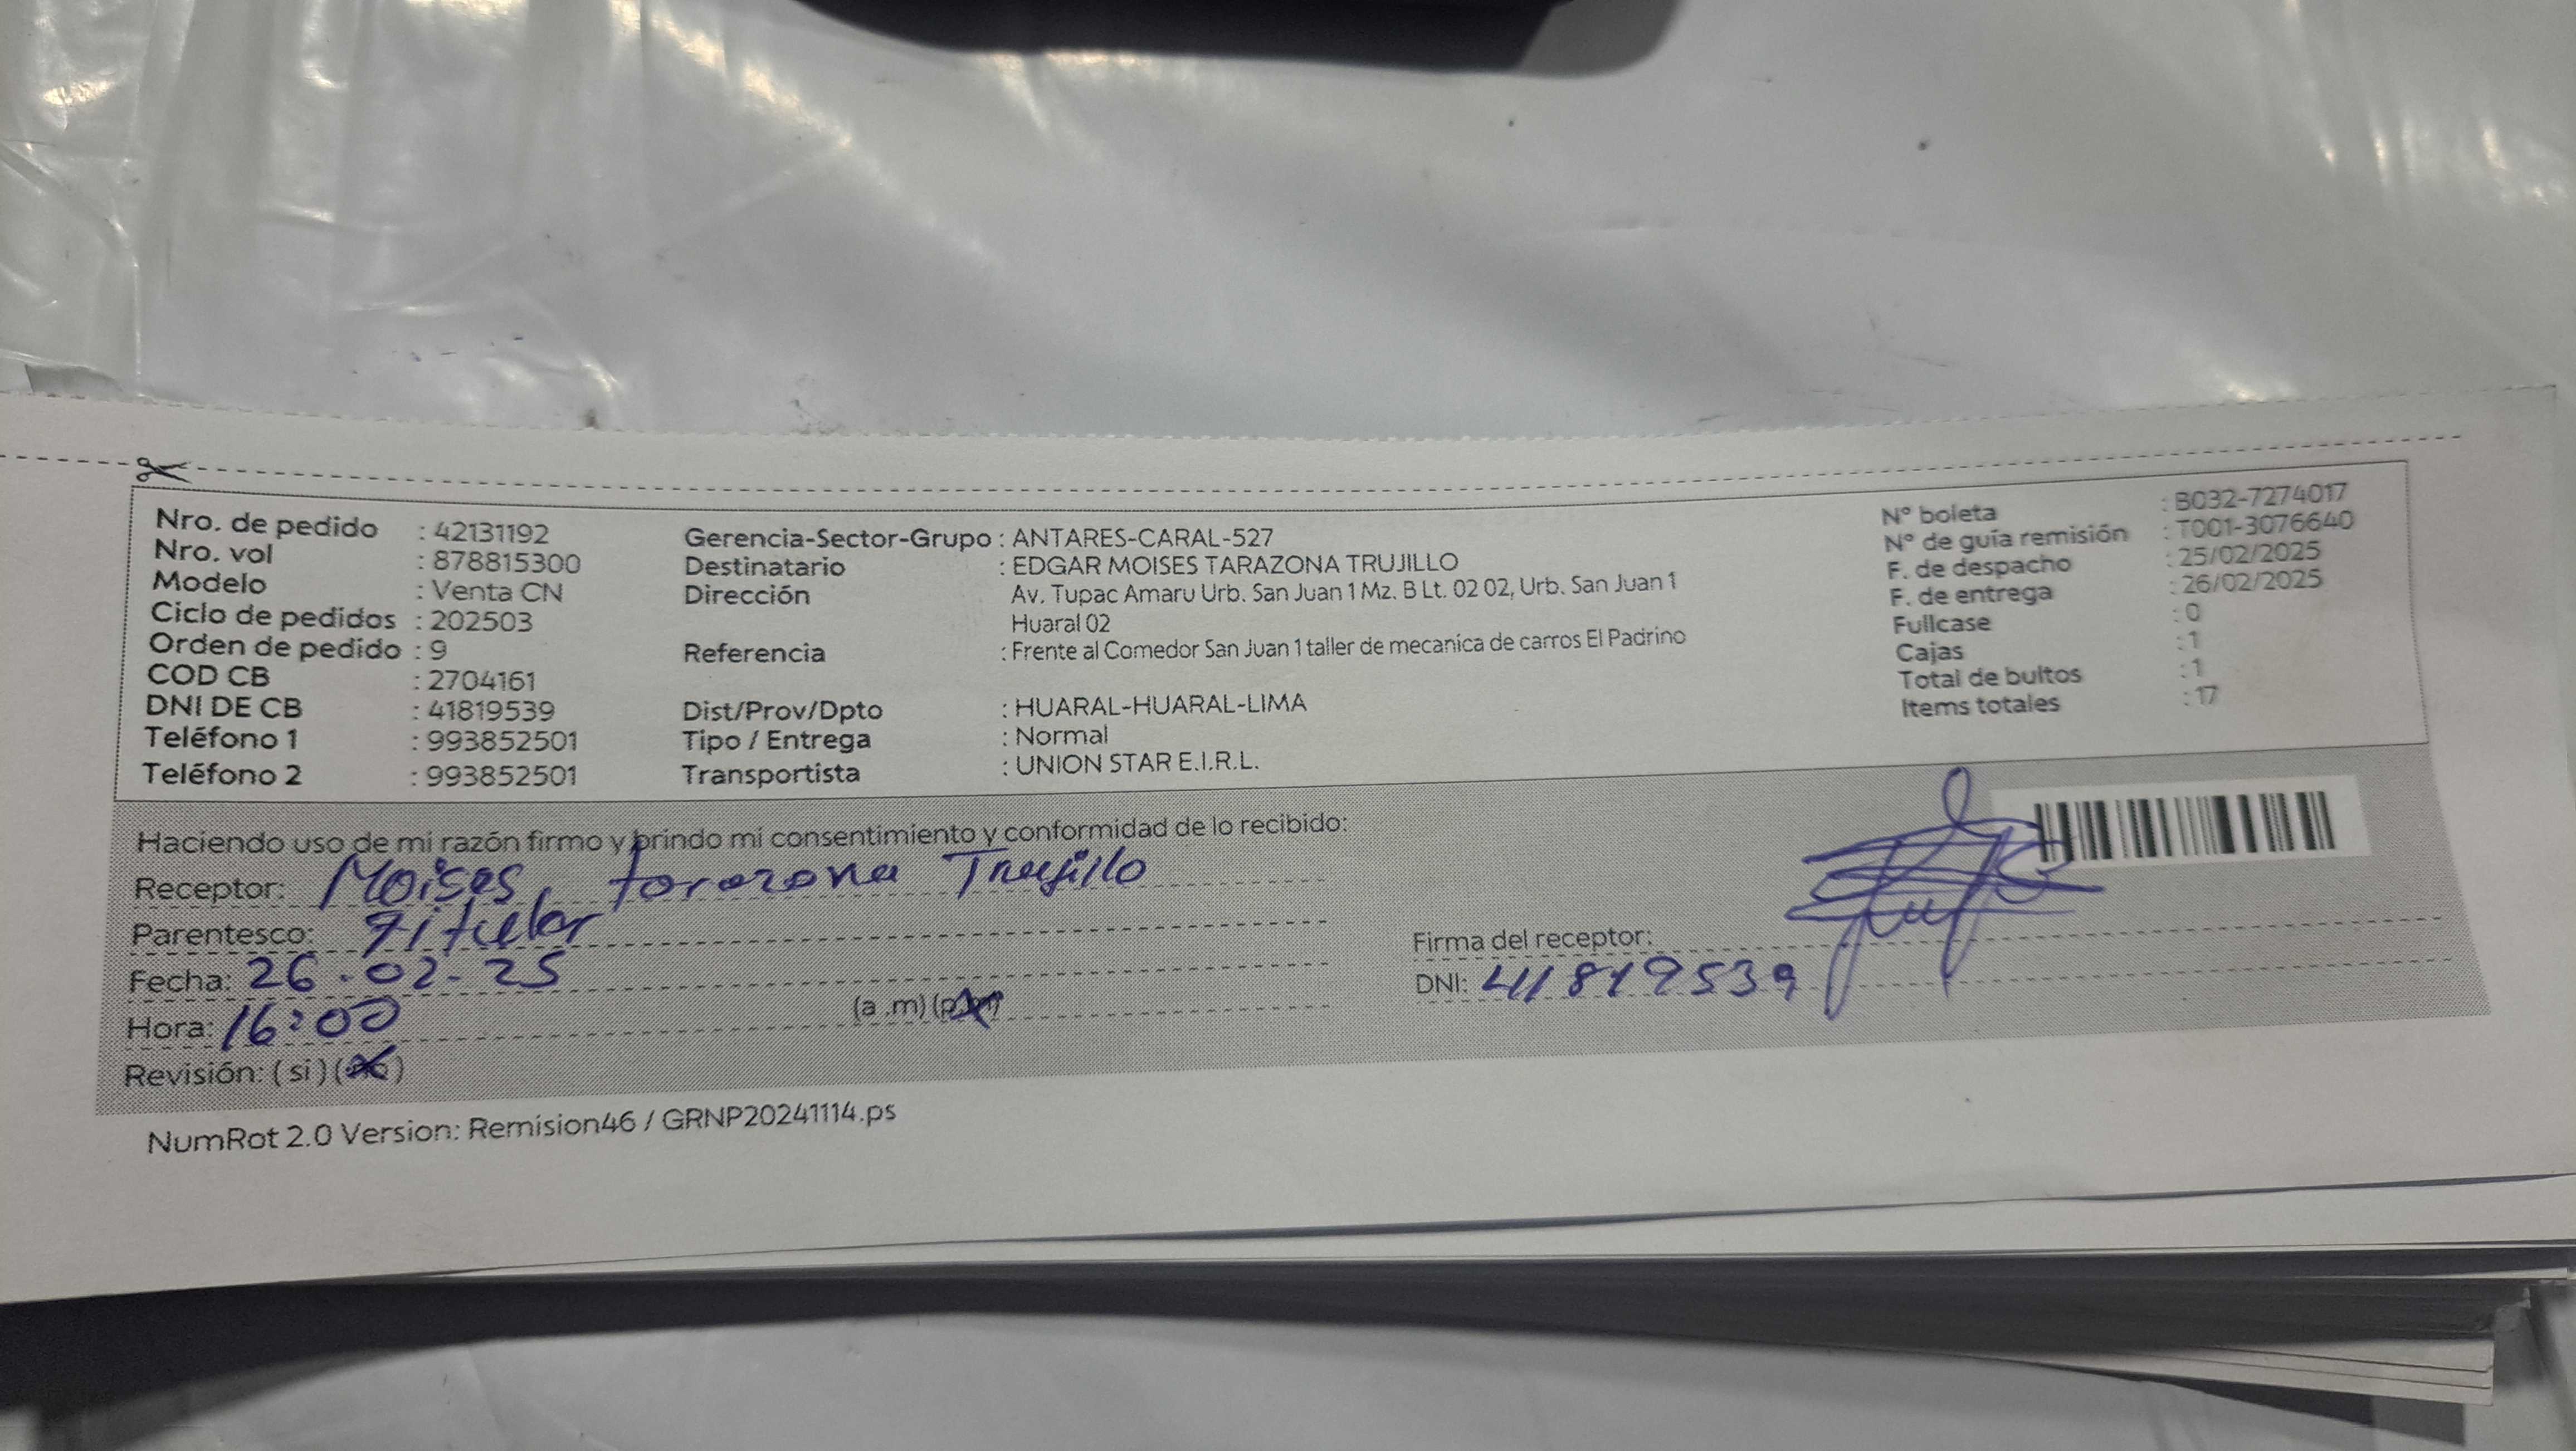 Nro. de pedido : 42131192
Nro. vol : 878815300
Modelo : Venta CN
Ciclo de pedidos : 202503
Orden de pedido : 9
COD CB : 2704161
DNI DE CB : 41819539
Teléfono 1 : 993852501
Teléfono 2 : 993852501
Gerencia-Sector-Grupo : ANTARES-CARAL-527
Destinatario : EDGAR MOISES TARAZONA TRUJILLO
Dirección Av. Tupac Amaru Urb. San Juan 1 Mz. B Lt. 02 02, Urb. San Juan 1
Huaral 02
Referencia : Frente al Comedor San Juan 1 taller de mecanica de carros El Padrino
Dist/Prov/Dpto : HUARAL-HUARAL-LIMA
Tipo / Entrega : Normal
Transportista : UNION STAR E.I.R.L.
N° boleta : B032-7274017
N° de guía remisión : T001-3076640
F. de despacho : 25/02/2025
F. de entrega : 26/02/2025
Fullcase : 0
Cajas : 1
Total de bultos : 1
Items totales : 17
Haciendo uso de mi razón firmo y brindo mi consentimiento y conformidad de lo recibido:
Receptor: Moises tarazona Trujillo
Parentesco: Titular
Fecha: 26-02-25
Hora: 16:00 (a .m) (p.m)
Revisión: ( si ) (no)
Firma del receptor:
DNI: 41819539
NumRot 2.0 Version: Remision46 / GRNP20241114.ps